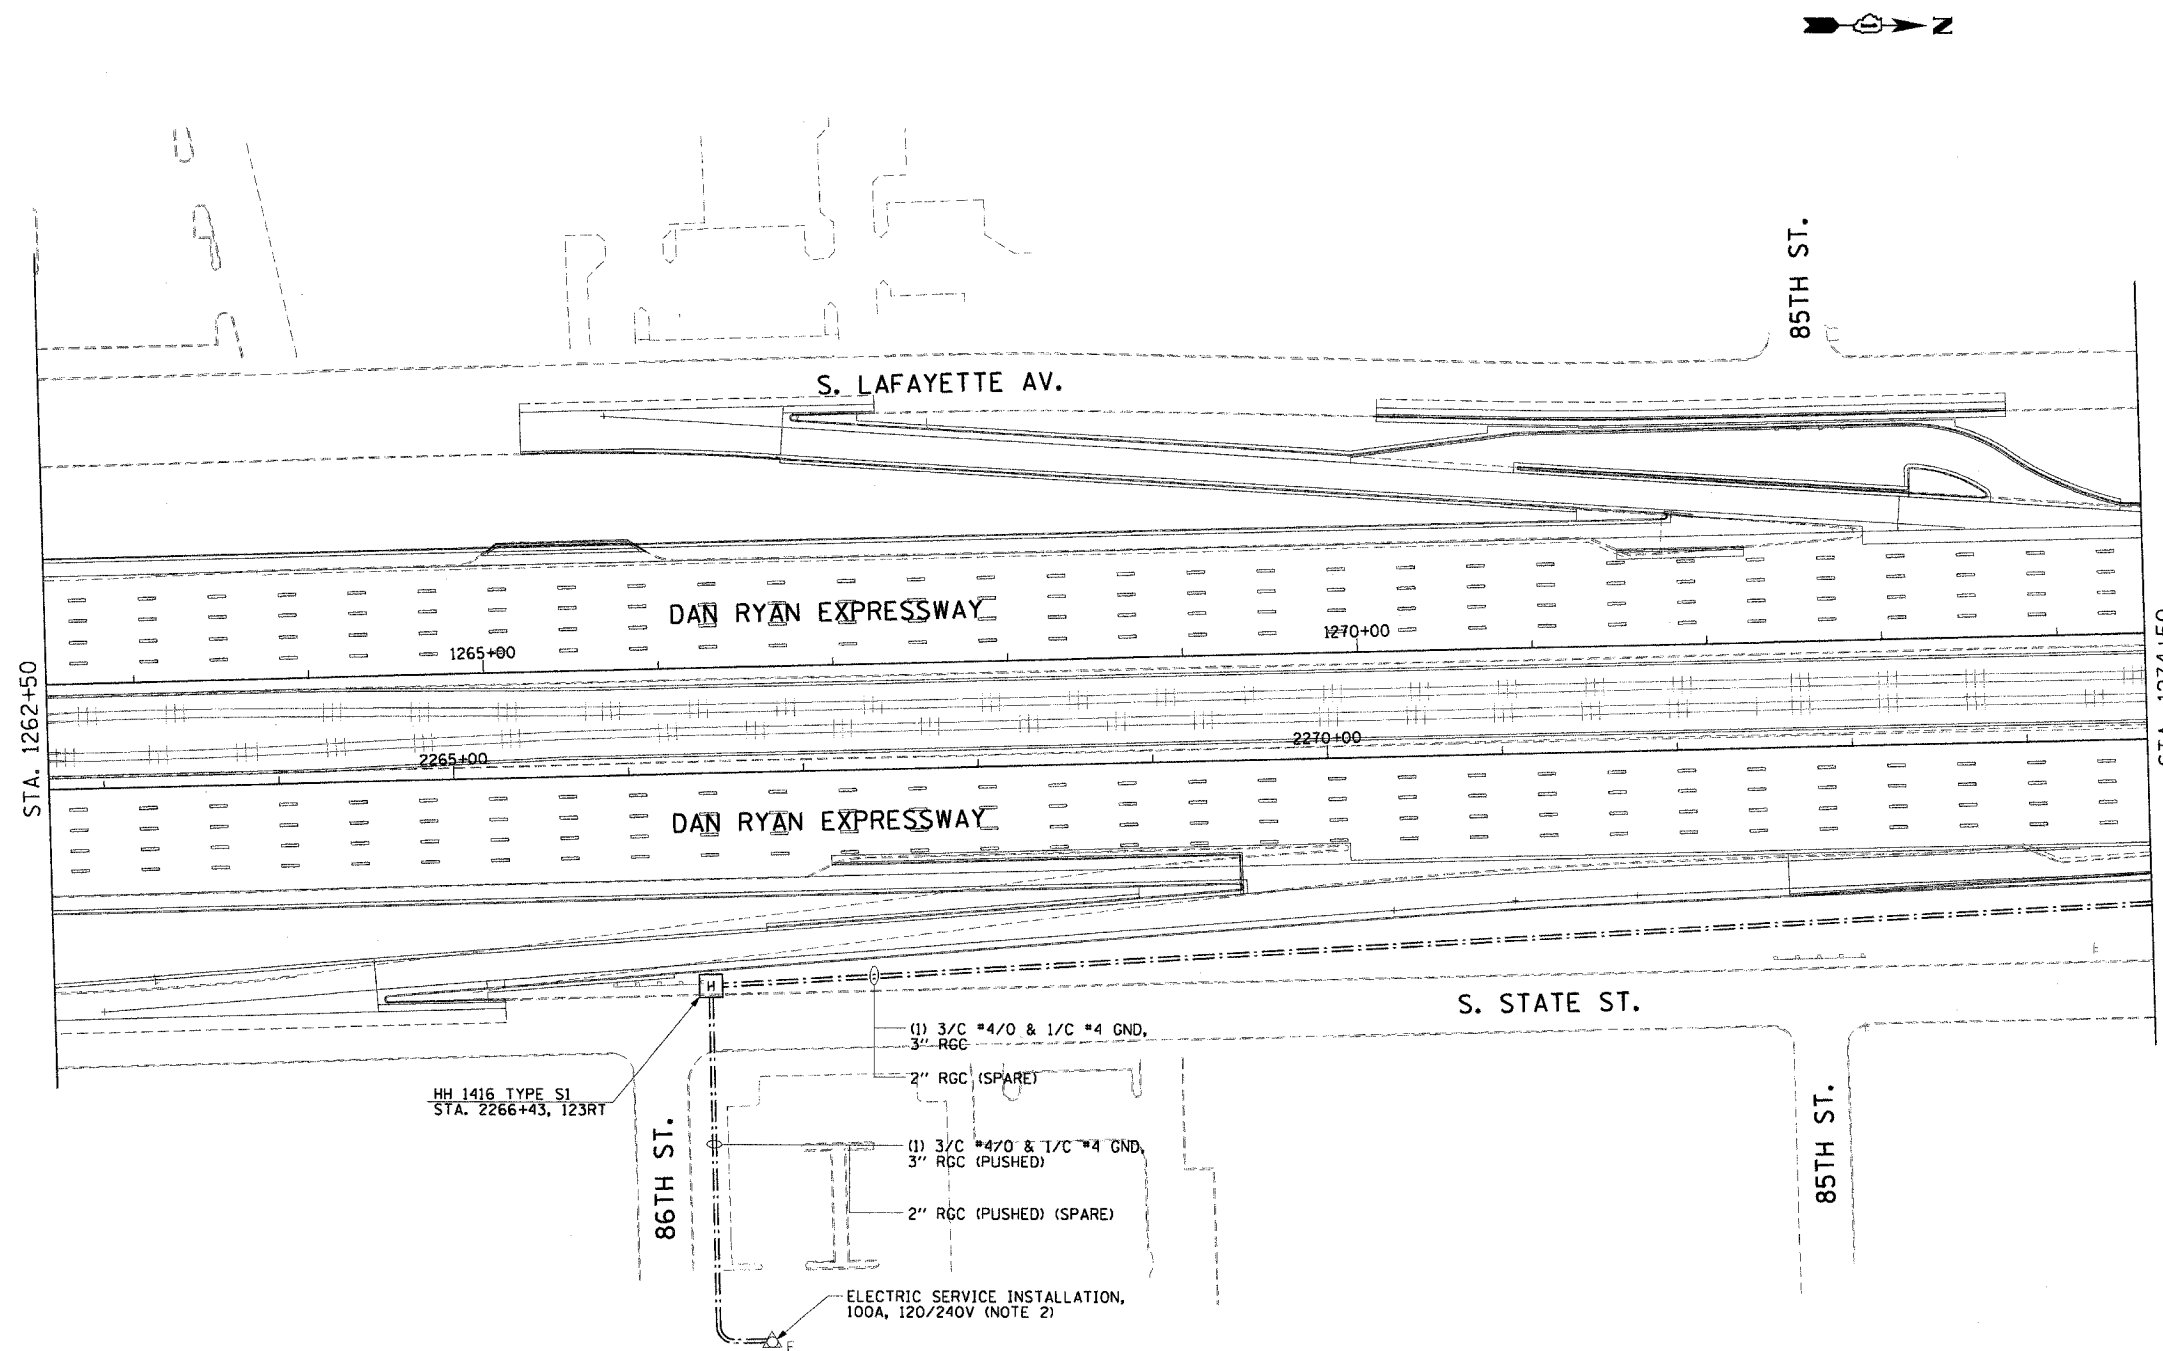 N
85TH ST.
S. LAFAYETTE AV.
DAN RYAN EXPRESSWAY
1270+00
1265+00
STA. 1262+50
STA. 1274+50
2270+00
2265+00
DAN RYAN EXPRESSWAY
H
S. STATE ST.
(1) 3/C #4/0 & 1/C #4 GND,
3" RGC
2" RGC (SPARE)
HH 1416 TYPE S1
STA. 2266+43, 123RT
86TH ST.
85TH ST.
(1) 3/C #4/0 & 1/C #4 GND,
3" RGC (PUSHED)
2" RGC (PUSHED) (SPARE)
ELECTRIC SERVICE INSTALLATION,
100A, 120/240V (NOTE 2)